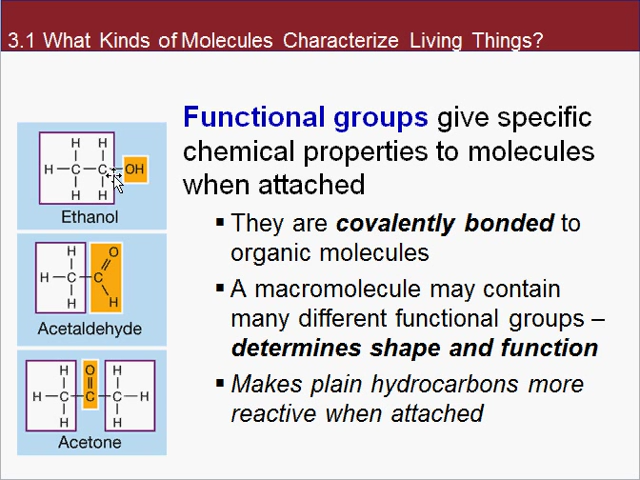 3.1 What Kinds of Molecules Characterize Living Things?
Functional groups give specific
chemical properties to molecules
when attached
▪ They are covalently bonded to
organic molecules
▪ A macromolecule may contain
many different functional groups –
determines shape and function
▪ Makes plain hydrocarbons more
reactive when attached
H H
H C C OH
H H
Ethanol
H O
H C C
H H
Acetaldehyde
H O H
H C C C H
H H
Acetone